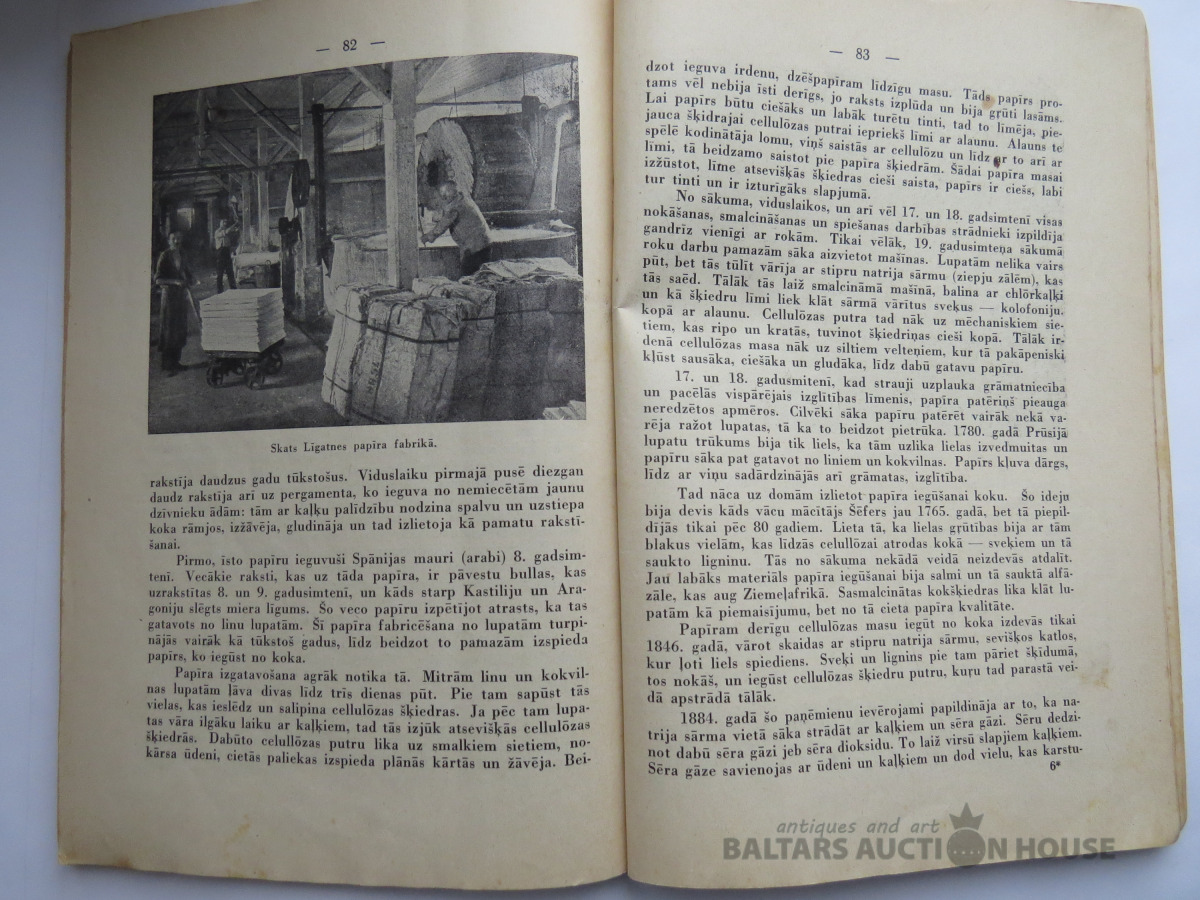 — 82 —
Skats Līgatnes papīra fabrikā.
rakstīja daudzus gadu tūkstošus. Viduslaiku pirmajā pusē diezgan
daudz rakstīja arī uz pergamenta, ko ieguva no nemiecētām jaunu
dzīvnieku ādām: tām ar kaļķu palīdzību nodzina spalvu un uzstiepa
koka rāmjos, izžāvēja, gludināja un tad izlietoja kā pamatu rakstī-
šanai.
Pirmo, īsto papīru ieguvuši Spānijas mauri (arabi) 8. gadsim-
tenī. Vecākie raksti, kas uz tāda papīra, ir pāvestu bullas, kas
uzrakstītas 8. un 9. gadusimtenī, un kāds starp Kastiliju un Ara-
goniju slēgts miera līgums. Šo veco papīru izpētījot atrasts, ka tas
gatavots no linu lupatām. Šī papīra fabricēšana no lupatām turpi-
nājās vairāk kā tūkstoš gadus, līdz beidzot to pamazām izspieda
papīrs, ko iegūst no koka.
Papīra izgatavošana agrāk notika tā. Mitrām linu un kokvil-
nas lupatām ļāva divas līdz trīs dienas pūt. Pie tam sapūst tās
vielas, kas ieslēdz un salipina cellulōzas šķiedras. Ja pēc tam lupa-
tas vāra ilgāku laiku ar kaļķiem, tad tās izjūk atsevišķās cellulōzas
šķiedrās. Dabūto celullōzas putru lika uz smalkiem sietiem, no-
kārsa ūdeni, cietās paliekas izspieda plānās kārtās un žāvēja. Bei-
— 83 —
dzot ieguva irdenu, dzēšpapīram līdzīgu masu. Tāds papīrs pro-
tams vēl nebija īsti derīgs, jo raksts izplūda un bija grūti lasāms.
Lai papīrs būtu ciešāks un labāk turētu tinti, tad to līmēja, pie-
jauca šķidrajai cellulōzas putrai iepriekš līmi ar alaunu. Alauns te
spēlē kodinātāja lomu, viņš saistās ar cellulōzu un līdz ar to arī ar
līmi, tā beidzamo saistot pie papīra šķiedrām. Šādai papīra masai
izžūstot, līme atsevišķās šķiedras cieši saista, papīrs ir ciešs, labi
tur tinti un ir izturīgāks slapjumā.
No sākuma, viduslaikos, un arī vēl 17. un 18. gadsimtenī visas
nokāšanas, smalcināšanas un spiešanas darbības strādnieki izpildīja
gandrīz vienīgi ar rokām. Tikai vēlāk, 19. gadusimteņa sākumā
roku darbu pamazām sāka aizvietot mašīnas. Lupatām nelika vairs
pūt, bet tās tūlīt vārīja ar stipru natrija sārmu (ziepju zālēm), kas
tās saēd. Tālāk tās laiž smalcināmā mašīnā, balina ar chlōrkaļķi
un kā šķiedru līmi liek klāt sārmā vārītus sveķus — kolofoniju.
kopā ar alaunu. Cellulōzas putra tad nāk uz mēchaniskiem sie-
tiem, kas ripo un kratās, tuvinot šķiedriņas cieši kopā. Tālāk ir-
denā cellulōzas masa nāk uz siltiem velteņiem, kur tā pakāpeniski
kļūst sausāka, ciešāka un gludāka, līdz dabū gatavu papīru.
17. un 18. gadusmitenī, kad strauji uzplauka grāmatniecība
un pacēlās vispārējais izglītības līmenis, papīra patēriņš pieauga
neredzētos apmēros. Cilvēki sāka papīru patērēt vairāk nekā va-
rēja ražot lupatas, tā ka to beidzot pietrūka. 1780. gadā Prūsijā
lupatu trūkums bija tik liels, ka tām uzlika lielas izvedmuitas un
papīru sāka pat gatavot no liniem un kokvilnas. Papīrs kļuva dārgs,
līdz ar viņu sadārdzinājās arī grāmatas, izglītība.
Tad nāca uz domām izlietot papīra iegūšanai koku. Šo ideju
bija devis kāds vācu mācītājs Šēfers jau 1765. gadā, bet tā piepil-
dījās tikai pēc 80 gadiem. Lieta tā, ka lielas grūtības bija ar tām
blakus vielām, kas līdzās celullōzai atrodas kokā — sveķiem un tā
saukto ligninu. Tās no sākuma nekādā veidā neizdevās atdalīt.
Jau labāks materiāls papīra iegūšanai bija salmi un tā sauktā alfā-
zāle, kas aug Ziemeļafrikā. Sasmalcinātas kokšķiedras lika klāt lu-
patām kā piemaisījumu, bet no tā cieta papīra kvalitāte.
Papīram derīgu cellulōzas masu iegūt no koka izdevās tikai
1846. gadā, vārot skaidas ar stipru natrija sārmu, sevišķos katlos,
kur ļoti liels spiediens. Sveķi un lignins pie tam pāriet šķīdumā,
tos nokāš, un iegūst cellulōzas šķiedru putru, kuŗu tad parastā vei-
dā apstrādā tālāk.
1884. gadā šo paņēmienu ievērojami papildināja ar to, ka na-
trija sārma vietā sāka strādāt ar kaļķiem un sēra gāzi. Sēru dedzi-
not dabū sēra gāzi jeb sēra dioksidu. To laiž virsū slapjiem kaļķiem.
Sēra gāze savienojas ar ūdeni un kaļķiem un dod vielu, kas karstu-
6*
antiques and art
BALTARS AUCTION HOUSE